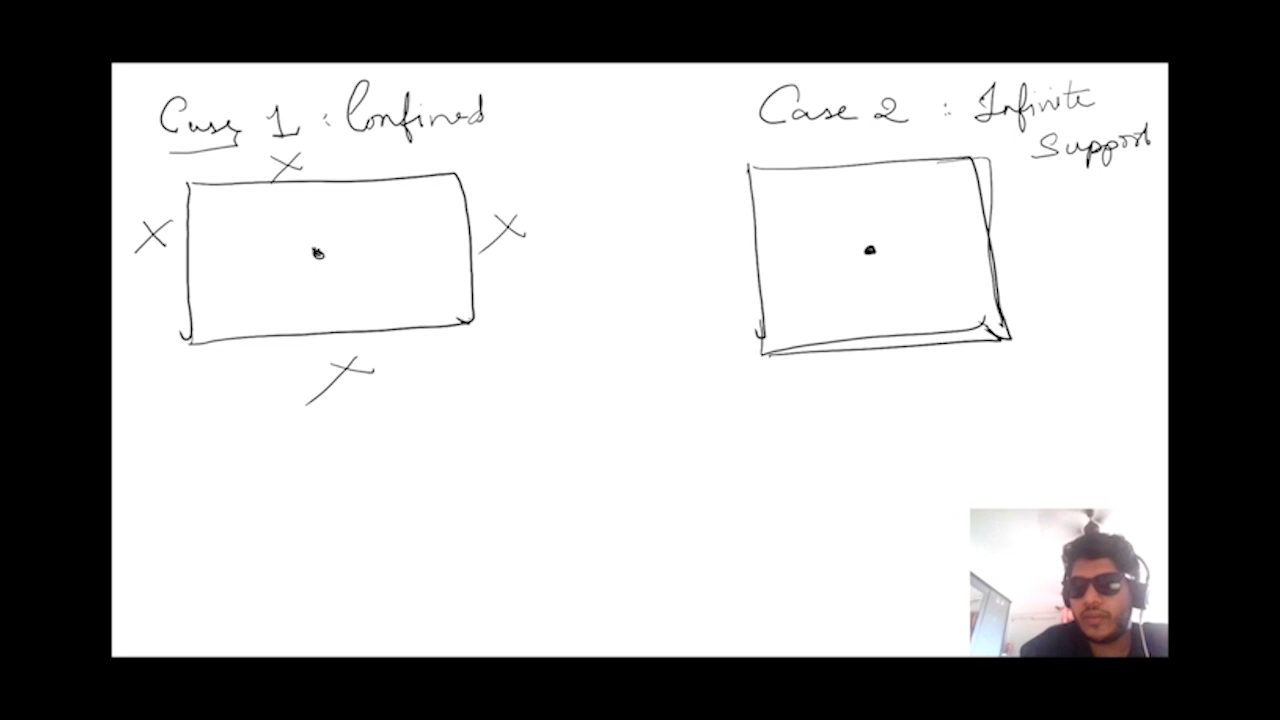 Case 1 : Confined
Case 2 : Infinite
Support
X
X
X
X